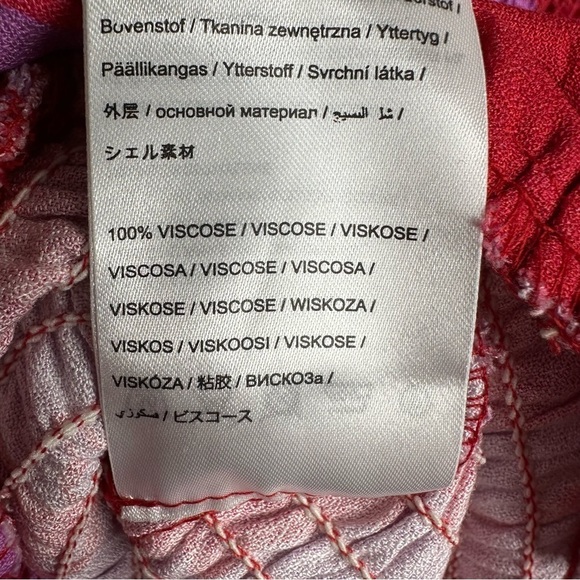 Bovenstof / Tkanina zewnętrzna / Yttertyg /
Päällikangas / Ytterstoff / Svrchní látka /
外层 / основной материал / النسيج /
シェル素材
100% VISCOSE / VISCOSE / VISKOSE /
VISCOSA / VISCOSE / VISCOSA /
VISKOSE / VISCOSE / WISKOZA /
VISKOS / VISKOOSI / VISKOSE /
VISKÓZA / 粘胶 / ВИСКОЗа /
/ ビスコース